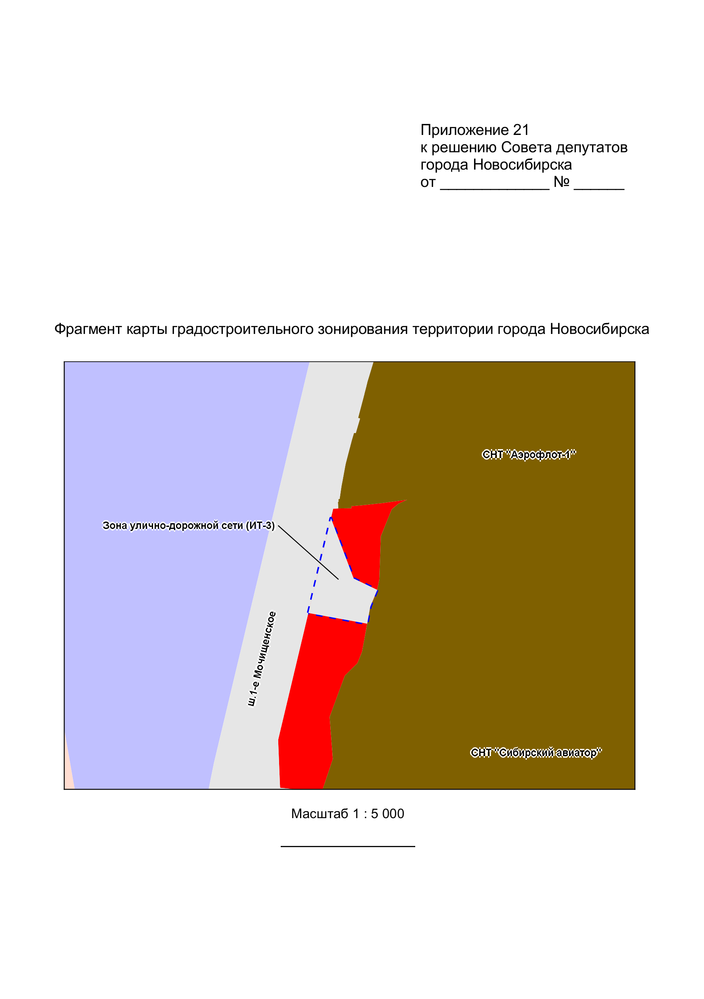 Приложение 21
к решению Совета депутатов
города Новосибирска
от _____________ № ______
Фрагмент карты градостроительного зонирования территории города Новосибирска
СНТ "Аэрофлот-1"
Зона улично-дорожной сети (ИТ-3)
ш.1-е Мочищенское
СНТ "Сибирский авиатор"
Масштаб 1 : 5 000